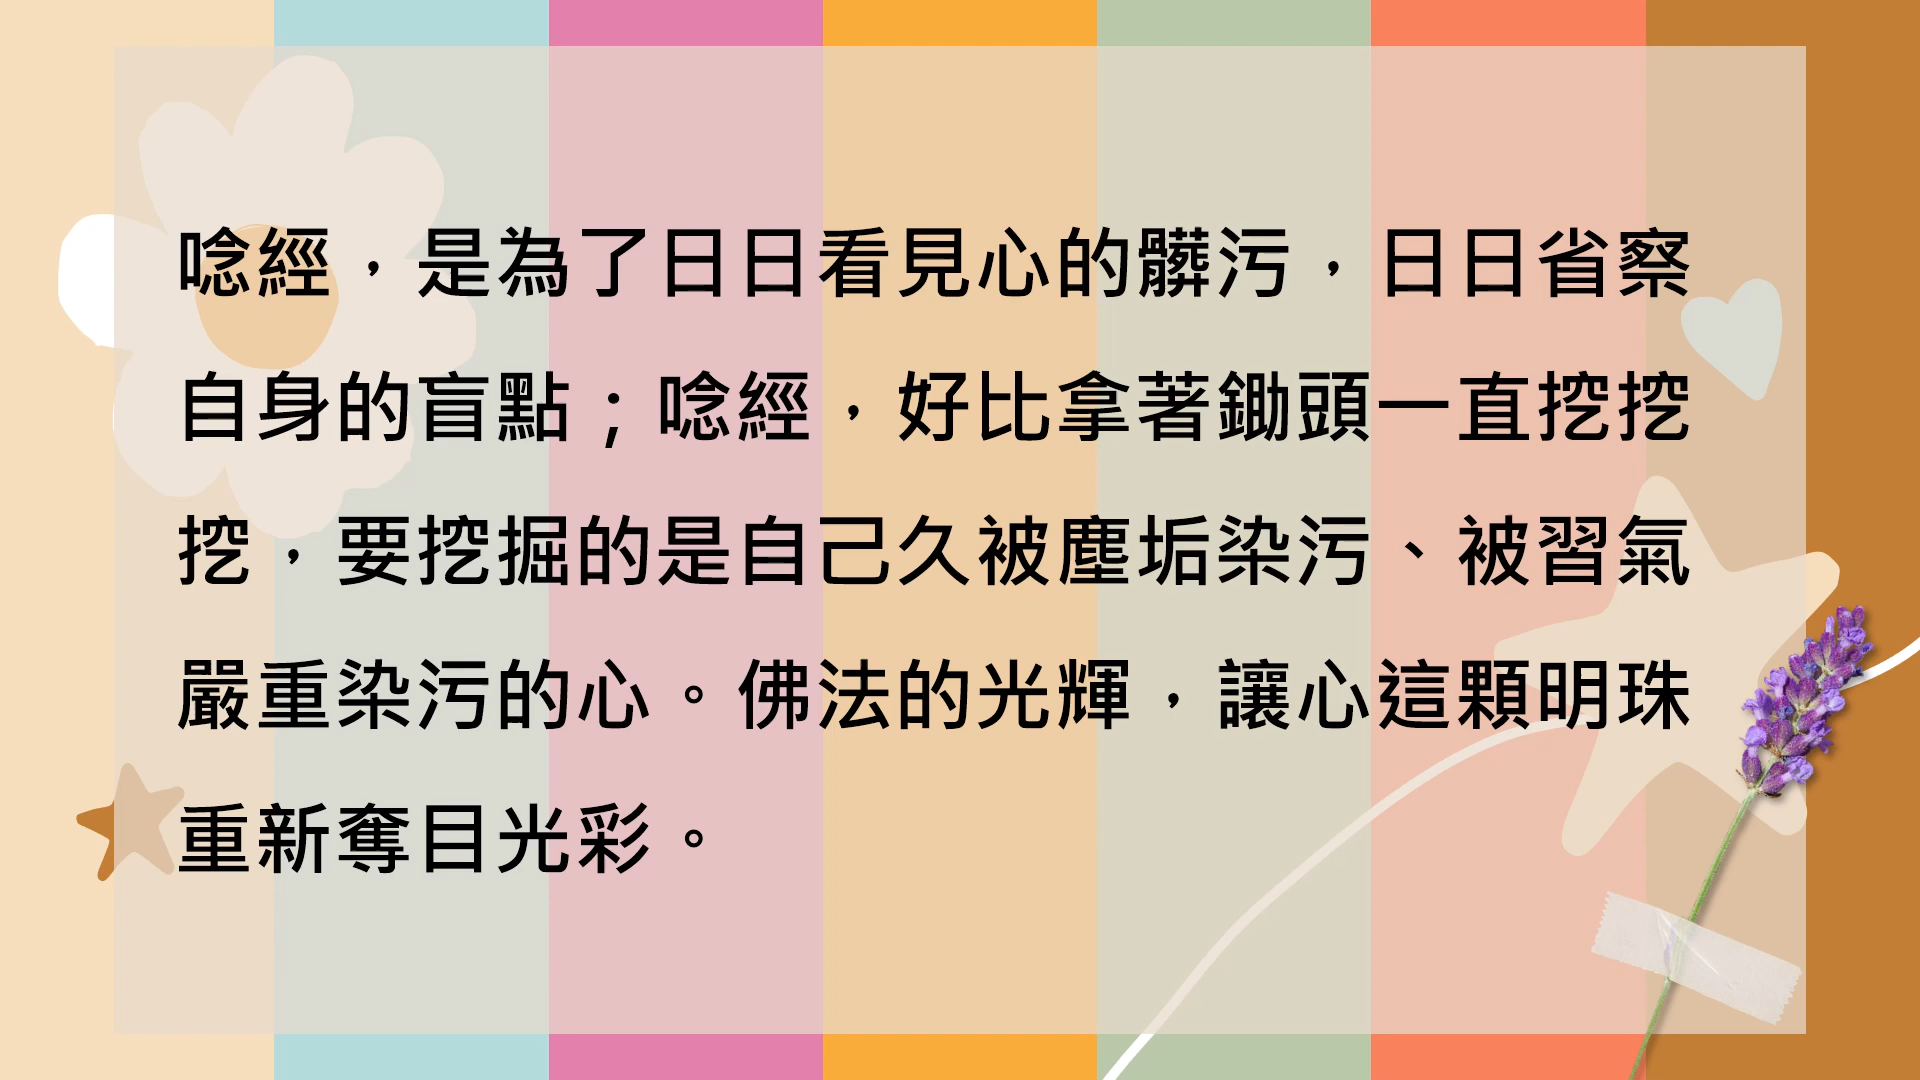 唸經，是為了日日看見心的髒污，日日省察
自身的盲點；唸經，好比拿著鋤頭一直挖挖
挖，要挖掘的是自己久被塵垢染污、被習氣
嚴重染污的心。佛法的光輝，讓心這顆明珠
重新奪目光彩。